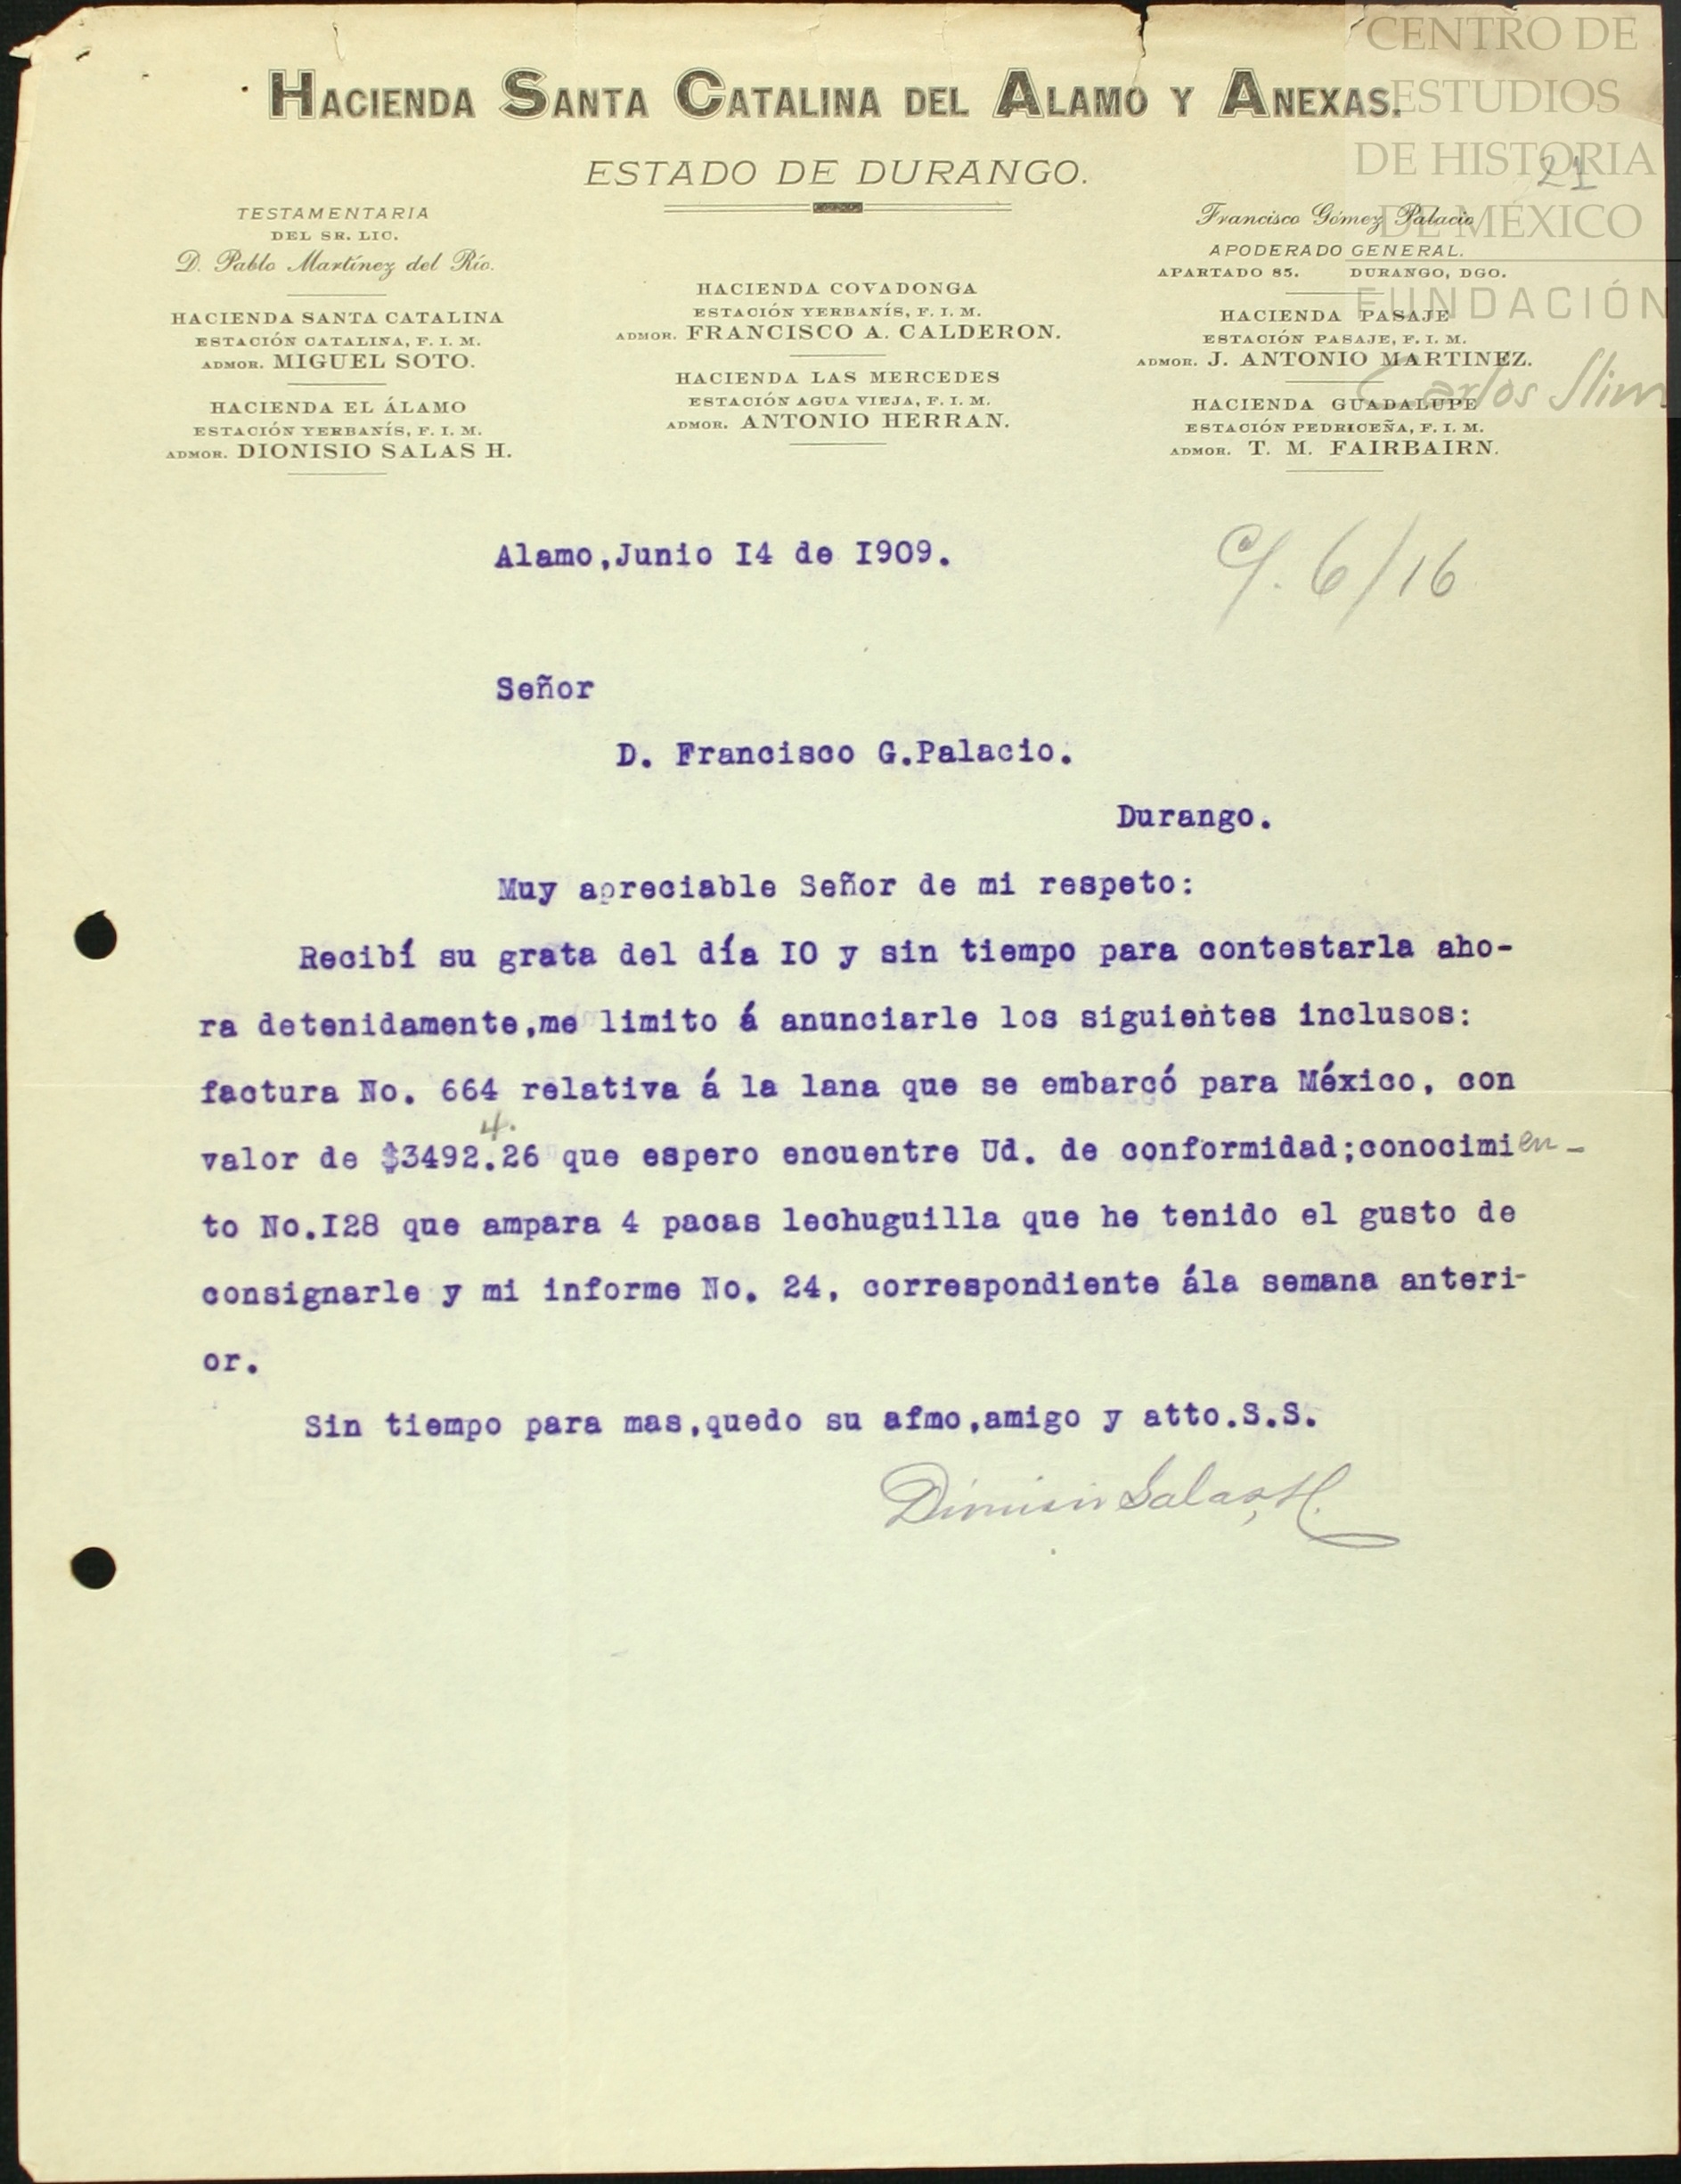 HACIENDA SANTA CATALINA DEL ALAMO Y ANEXAS.
ESTADO DE DURANGO.
21
TESTAMENTARIA
DEL SR. LIC.
D. Pablo Martínez del Río.
HACIENDA SANTA CATALINA
ESTACIÓN CATALINA, F. I. M.
ADMOR. MIGUEL SOTO.
HACIENDA EL ÁLAMO
ESTACIÓN YERBANÍS, F. I. M.
ADMOR. DIONISIO SALAS H.
HACIENDA COVADONGA
ESTACIÓN YERBANÍS, F. I. M.
ADMOR. FRANCISCO A. CALDERON.
HACIENDA LAS MERCEDES
ESTACIÓN AGUA VIEJA, F. I. M.
ADMOR. ANTONIO HERRAN.
Francisco Gómez Palacio
APODERADO GENERAL.
APARTADO 85. DURANGO, DGO.
HACIENDA PASAJE
ESTACIÓN PASAJE, F. I. M.
ADMOR. J. ANTONIO MARTINEZ.
HACIENDA GUADALUPE
ESTACIÓN PEDRICEÑA, F. I. M.
ADMOR. T. M. FAIRBAIRN.
CENTRO DE
ESTUDIOS
DE HISTORIA
DE MÉXICO
FUNDACIÓN
Carlos Slim
Alamo,Junio I4 de I909.
C/. 6/16
Señor
D. Francisco G.Palacio.
Durango.
Muy apreciable Señor de mi respeto:
Recibí su grata del día IO y sin tiempo para contestarla aho-
ra detenidamente,me limito á anunciarle los siguientes inclusos:
factura No. 664 relativa á la lana que se embarcó para México, con
4.
valor de $3492.26 que espero encuentre Ud. de conformidad;conocimien-
to No.I28 que ampara 4 pacas lechuguilla que he tenido el gusto de
consignarle y mi informe No. 24, correspondiente ála semana anteri-
or.
Sin tiempo para mas,quedo su afmo,amigo y atto.S.S.
Dionisio Salas H.